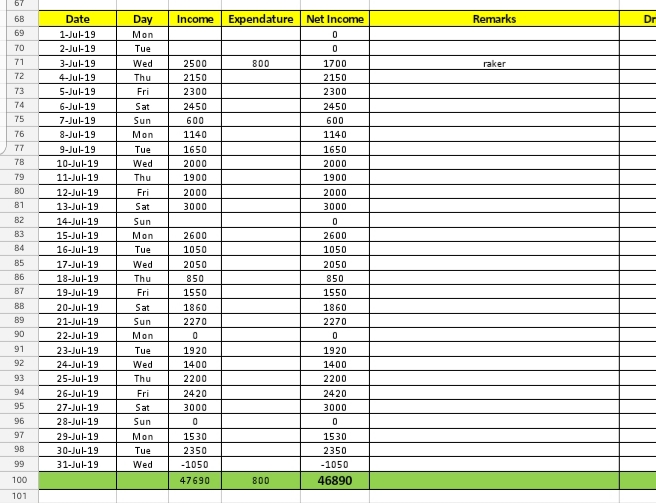 67
68 Date Day Income Expendature Net Income Remarks
69 1-Jul-19 Mon 0
70 2-Jul-19 Tue 0
71 3-Jul-19 Wed 2500 800 1700 raker
72 4-Jul-19 Thu 2150 2150
73 5-Jul-19 Fri 2300 2300
74 6-Jul-19 Sat 2450 2450
75 7-Jul-19 Sun 600 600
76 8-Jul-19 Mon 1140 1140
77 9-Jul-19 Tue 1650 1650
78 10-Jul-19 Wed 2000 2000
79 11-Jul-19 Thu 1900 1900
80 12-Jul-19 Fri 2000 2000
81 13-Jul-19 Sat 3000 3000
82 14-Jul-19 Sun 0
83 15-Jul-19 Mon 2600 2600
84 16-Jul-19 Tue 1050 1050
85 17-Jul-19 Wed 2050 2050
86 18-Jul-19 Thu 850 850
87 19-Jul-19 Fri 1550 1550
88 20-Jul-19 Sat 1860 1860
89 21-Jul-19 Sun 2270 2270
90 22-Jul-19 Mon 0 0
91 23-Jul-19 Tue 1920 1920
92 24-Jul-19 Wed 1400 1400
93 25-Jul-19 Thu 2200 2200
94 26-Jul-19 Fri 2420 2420
95 27-Jul-19 Sat 3000 3000
96 28-Jul-19 Sun 0 0
97 29-Jul-19 Mon 1530 1530
98 30-Jul-19 Tue 2350 2350
99 31-Jul-19 Wed -1050 -1050
100 47690 800 46890
101